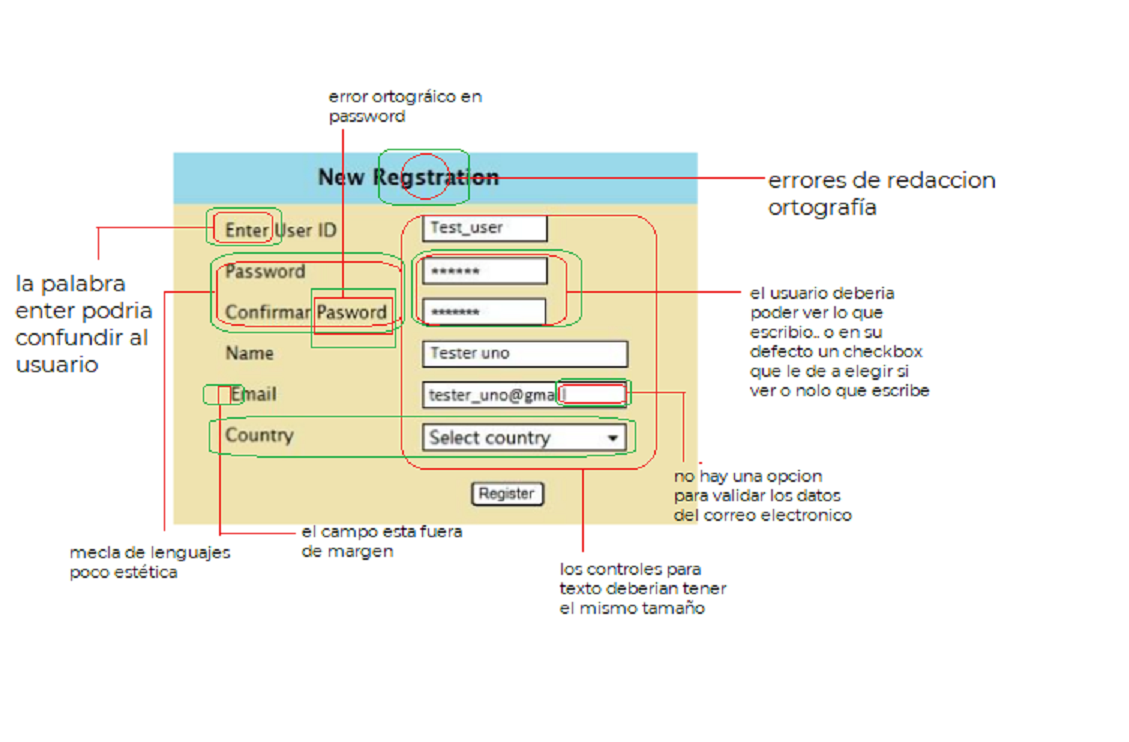 error ortográico en
password
New Regstration
errores de redaccion
ortografía
Enter User ID
Test_user
la palabra
enter podria
confundir al
usuario
Password
******
Confirmar Pasword
*******
el usuario deberia
poder ver lo que
escribio.. o en su
defecto un checkbox
que le de a elegir si
ver o nolo que escribe
Name
Tester uno
Email
tester_uno@gmail
Country
Select country
Register
no hay una opcion
para validar los datos
del correo electronico
el campo esta fuera
de margen
mecla de lenguajes
poco estética
los controles para
texto deberian tener
el mismo tamaño